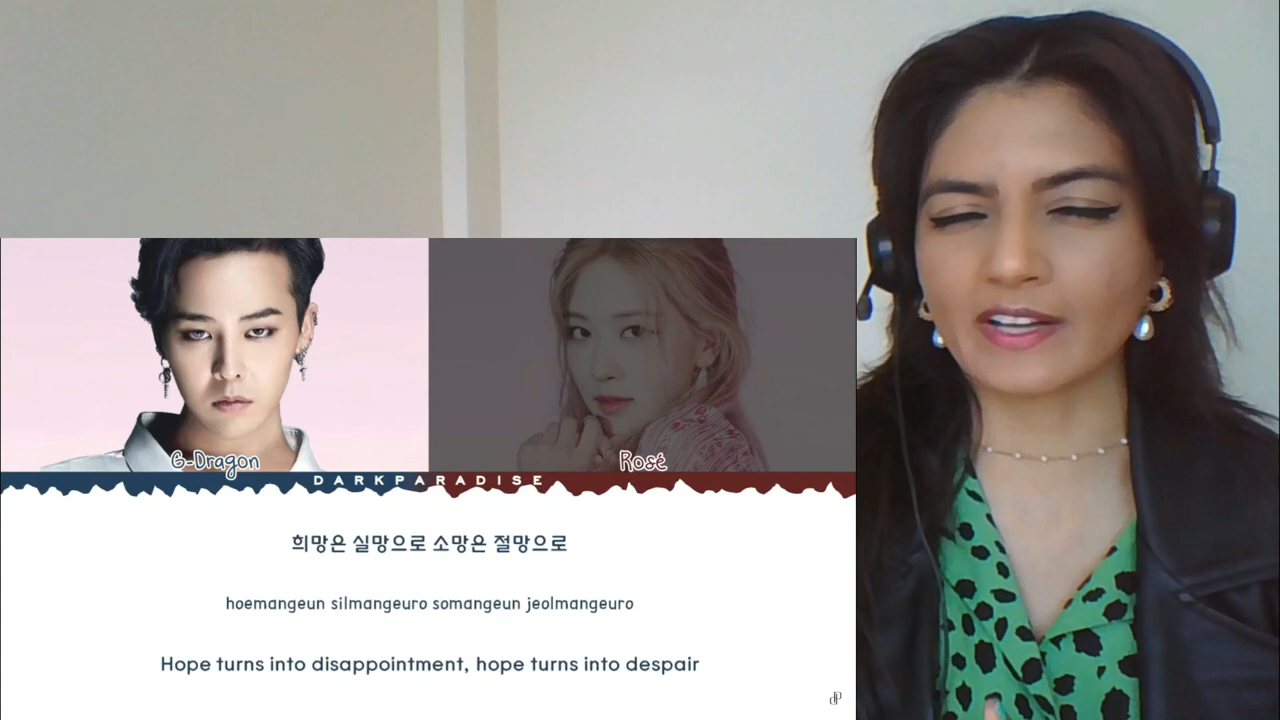 G-Dragon
Rosé
DARKPARADISE
희망은 실망으로 소망은 절망으로
hoemangeun silmangeuro somangeun jeolmangeuro
Hope turns into disappointment, hope turns into despair
dp